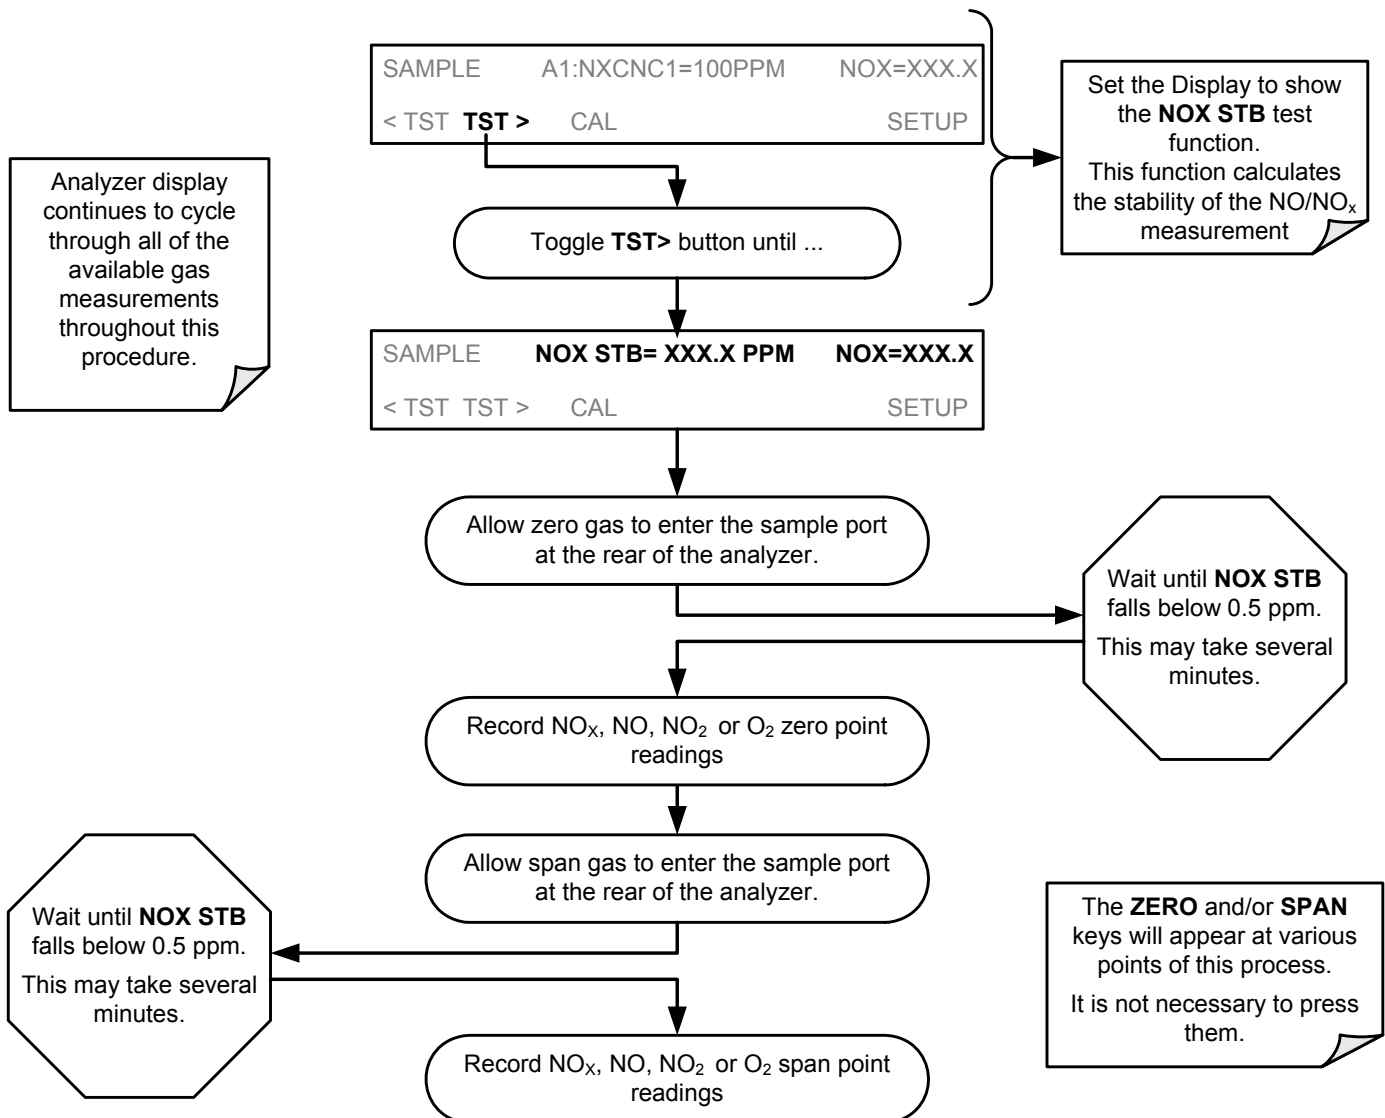 SAMPLE A1:NXCNC1=100PPM NOX=XXX.X
< TST TST > CAL SETUP
Set the Display to show
the NOX STB test
function.
This function calculates
the stability of the NO/NOx
measurement
Analyzer display
continues to cycle
through all of the
available gas
measurements
throughout this
procedure.
Toggle TST> button until ...
SAMPLE NOX STB= XXX.X PPM NOX=XXX.X
< TST TST > CAL SETUP
Allow zero gas to enter the sample port
at the rear of the analyzer.
Wait until NOX STB
falls below 0.5 ppm.
This may take several
minutes.
Record NOX, NO, NO2 or O2 zero point
readings
Allow span gas to enter the sample port
at the rear of the analyzer.
Wait until NOX STB
falls below 0.5 ppm.
This may take several
minutes.
The ZERO and/or SPAN
keys will appear at various
points of this process.
It is not necessary to press
them.
Record NOX, NO, NO2 or O2 span point
readings